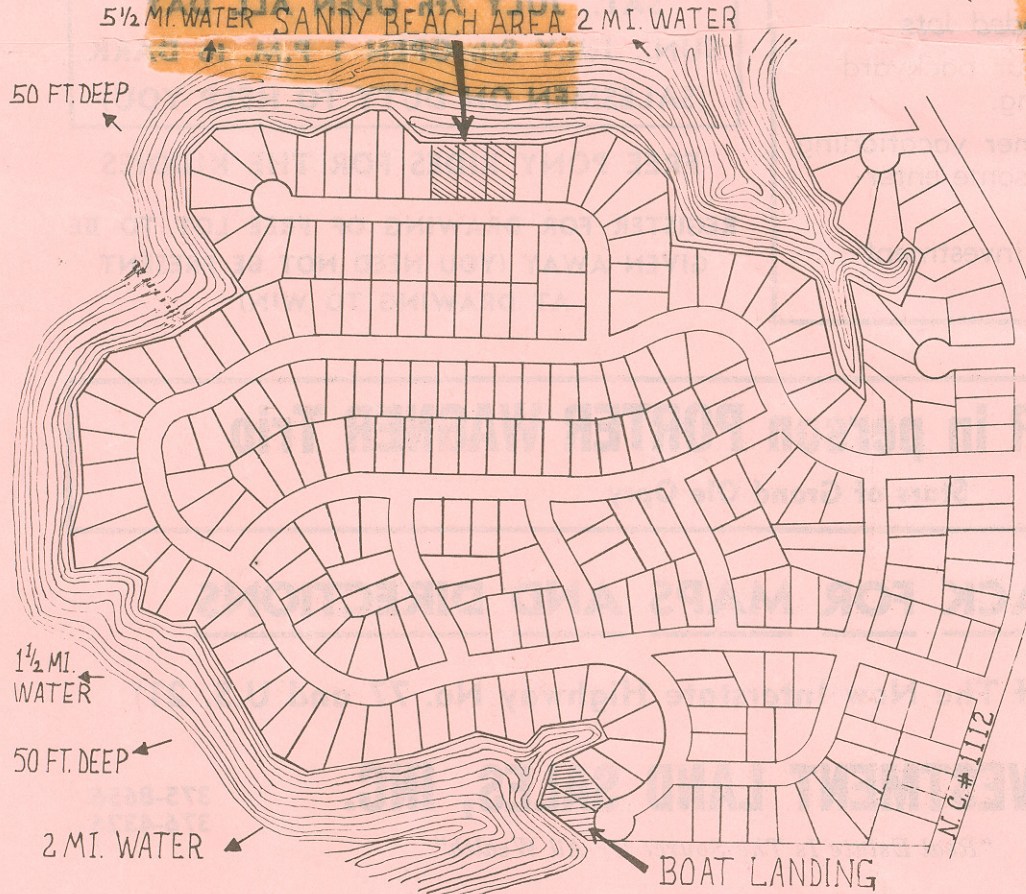 5½ MI. WATER SANDY BEACH AREA 2 MI. WATER
50 FT. DEEP
1½ MI.
WATER
50 FT. DEEP
2 MI. WATER
BOAT LANDING
N.C. # 1112